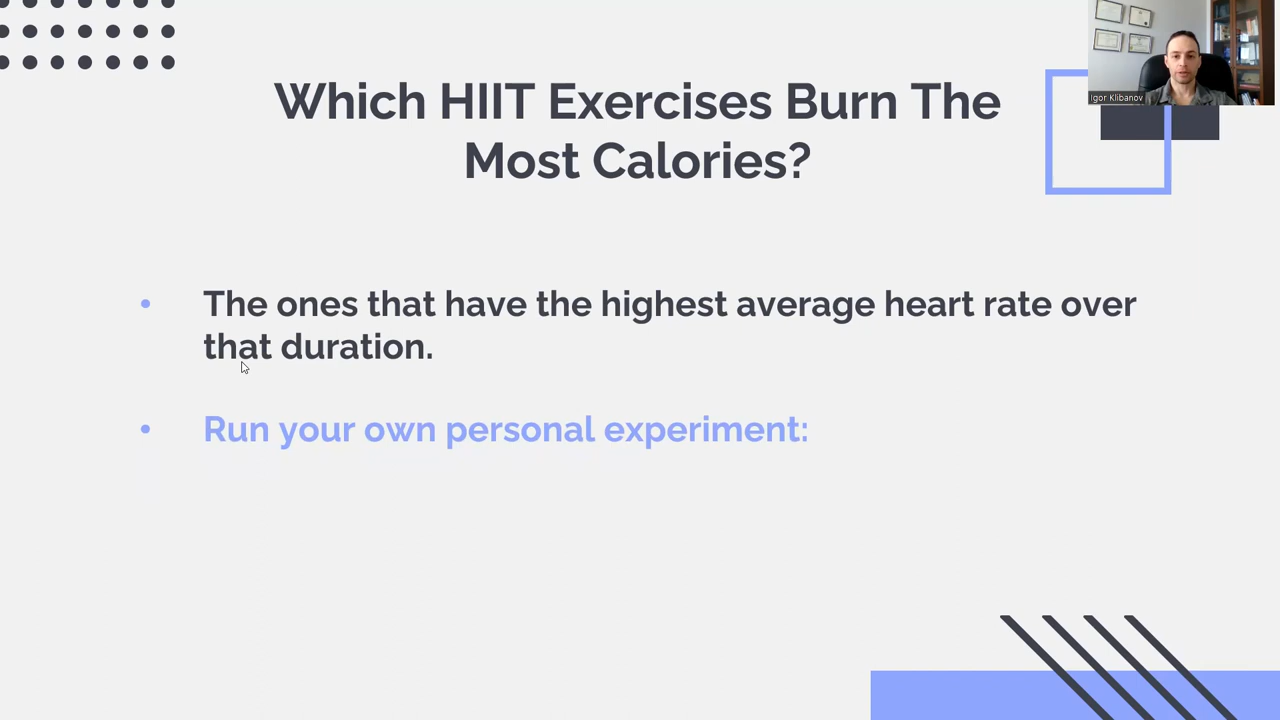 Which HIIT Exercises Burn The
Most Calories?
Igor Klibanov
• The ones that have the highest average heart rate over
that duration.
• Run your own personal experiment: